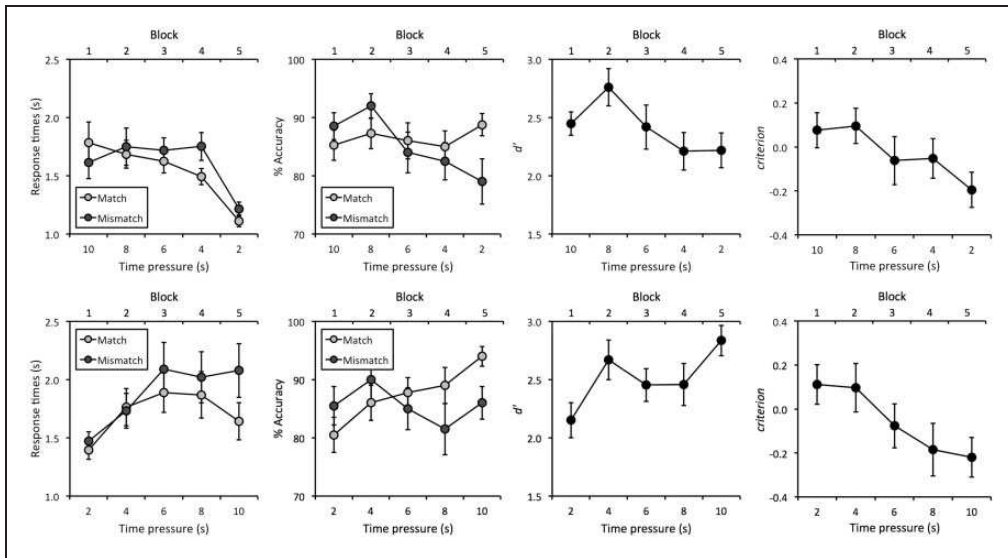 Block
1 2 3 4 5
2.5
2.0
1.5
1.0
Response times (s)
Match
Mismatch
10 8 6 4 2
Time pressure (s)
Block
1 2 3 4 5
100
90
80
70
% Accuracy
Match
Mismatch
10 8 6 4 2
Time pressure (s)
Block
1 2 3 4 5
3.0
2.5
2.0
1.5
d'
10 8 6 4 2
Time pressure (s)
Block
1 2 3 4 5
0.4
0.2
0.0
-0.2
-0.4
criterion
10 8 6 4 2
Time pressure (s)
Block
1 2 3 4 5
2.5
2.0
1.5
1.0
Response times (s)
Match
Mismatch
2 4 6 8 10
Time pressure (s)
Block
1 2 3 4 5
100
90
80
70
% Accuracy
Match
Mismatch
2 4 6 8 10
Time pressure (s)
Block
1 2 3 4 5
3.0
2.5
2.0
1.5
d'
2 4 6 8 10
Time pressure (s)
Block
1 2 3 4 5
0.4
0.2
0.0
-0.2
-0.4
criterion
2 4 6 8 10
Time pressure (s)